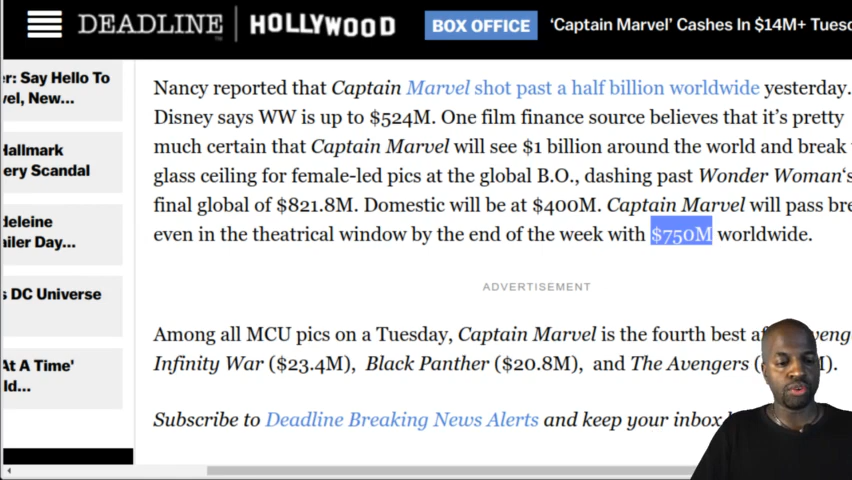 DEADLINE HOLLYWOOD BOX OFFICE 'Captain Marvel' Cashes In $14M+
er: Say Hello To
vel, New...
Hallmark
ery Scandal
deleine
ailer Day...
s DC Universe
At A Time'
ld...
Nancy reported that Captain Marvel shot past a half billion worldwide yesterday.
Disney says WW is up to $524M. One film finance source believes that it's pretty
much certain that Captain Marvel will see $1 billion around the world and break
glass ceiling for female-led pics at the global B.O., dashing past Wonder Woman's
final global of $821.8M. Domestic will be at $400M. Captain Marvel will pass
even in the theatrical window by the end of the week with $750M worldwide.
ADVERTISEMENT
Among all MCU pics on a Tuesday, Captain Marvel is the fourth best
Infinity War ($23.4M), Black Panther ($20.8M), and The Avengers
Subscribe to Deadline Breaking News Alerts and keep your inbox